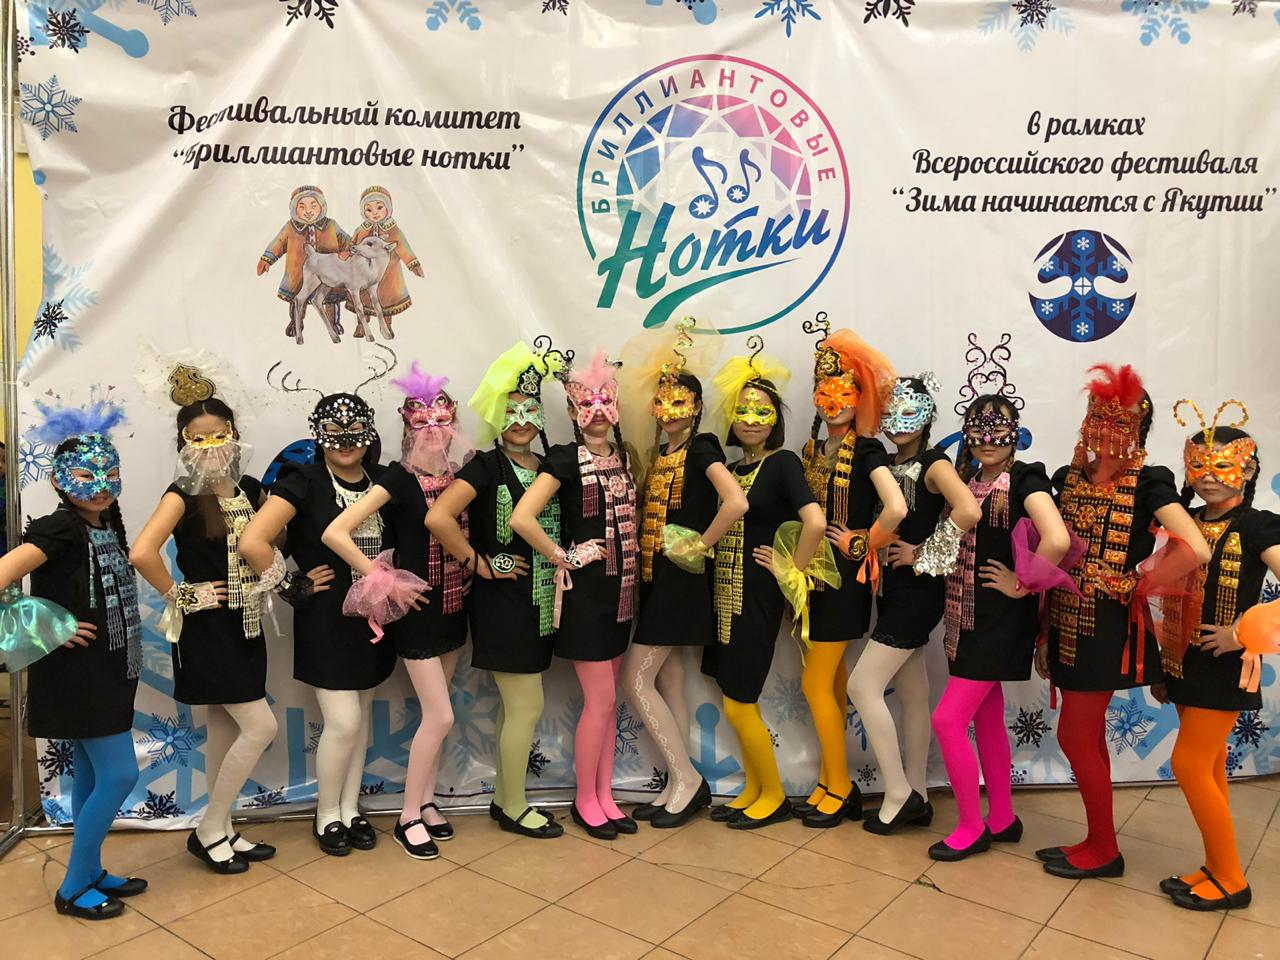 Фестивальный комитет
“Бриллиантовые нотки”
БРИЛЛИАНТОВЫЕ
Нотки
в рамках
Всероссийского фестиваля
“Зима начинается с Якутии”